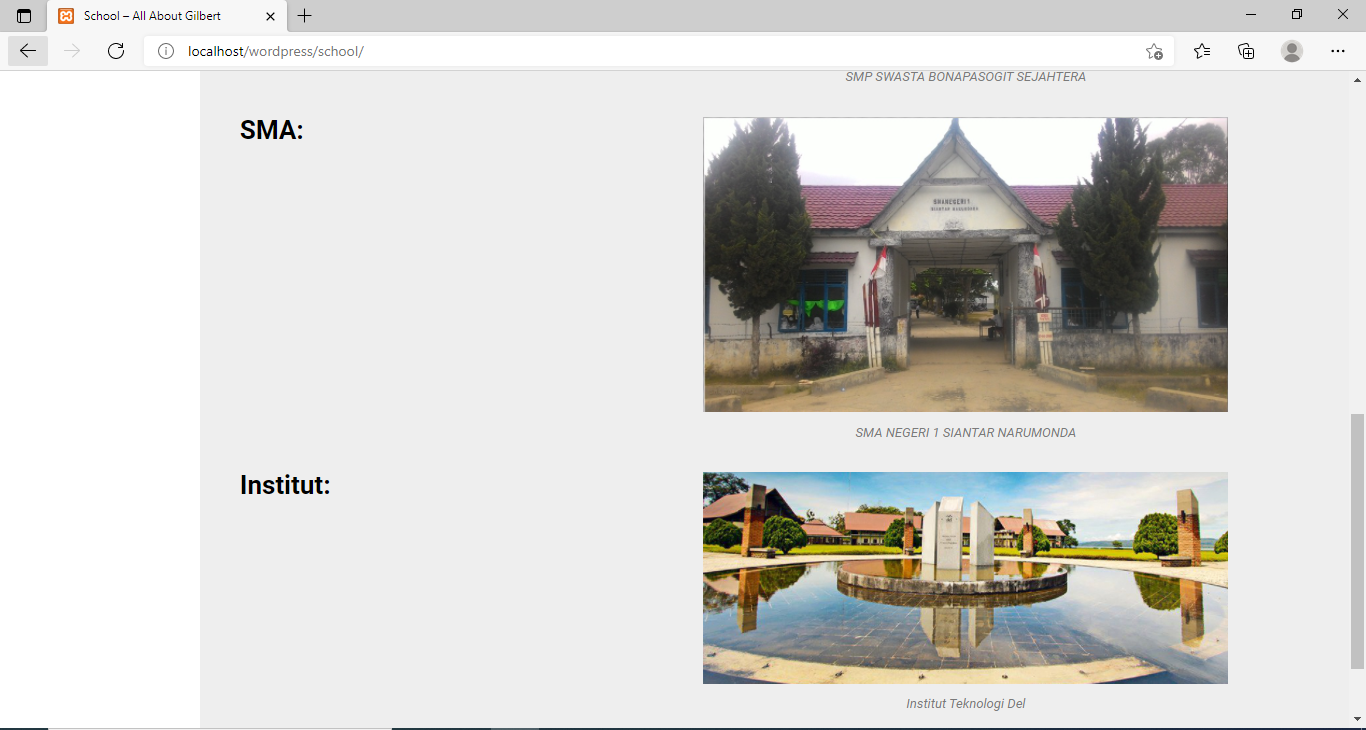 School – All About Gilbert
localhost/wordpress/school/
SMP SWASTA BONAPASOGIT SEJAHTERA
SMA:
SMA NEGERI 1
SIANTAR NARUMONDA
SMA NEGERI 1 SIANTAR NARUMONDA
Institut:
Institut Teknologi Del